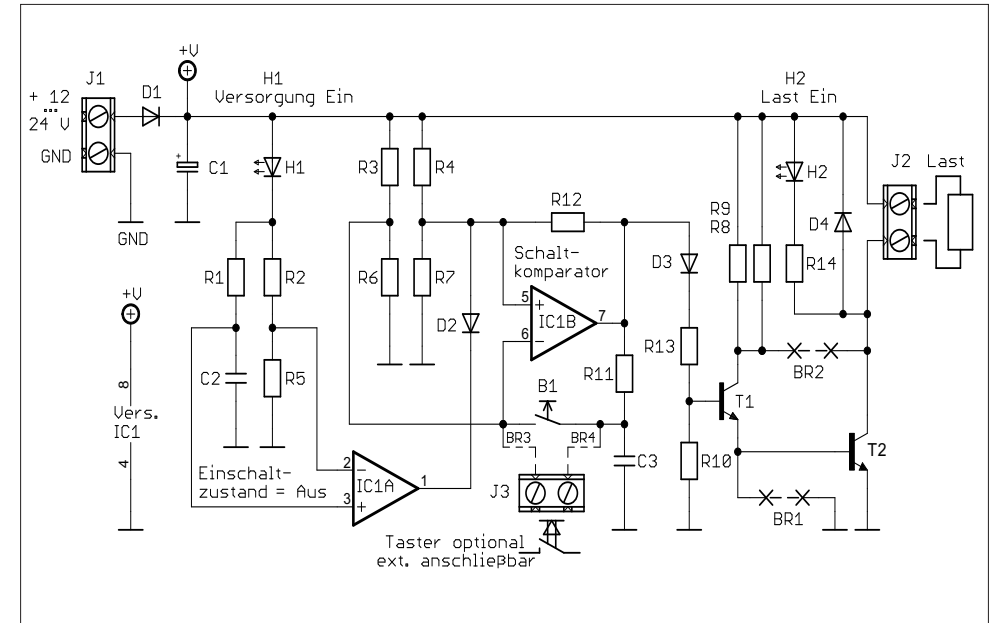 +V
J1
D1
H1
Versorgung Ein
H2
Last Ein
+ 12
...
24 V
GND
+
C1
H1
R3
R4
H2
J2 Last
GND
R12
R9
R8
D4
R1
R2
R6
R7
Schalt-
komparator
D3
R14
+V
5
+
IC1B
7
6
−
D2
R13
C2
R5
R11
BR2
8
Vers.
IC1
4
B1
T1
BR3
BR4
C3
R10
T2
Einschalt-
zustand = Aus
2
−
IC1A
1
3
+
J3
BR1
Taster optional
ext. anschließbar